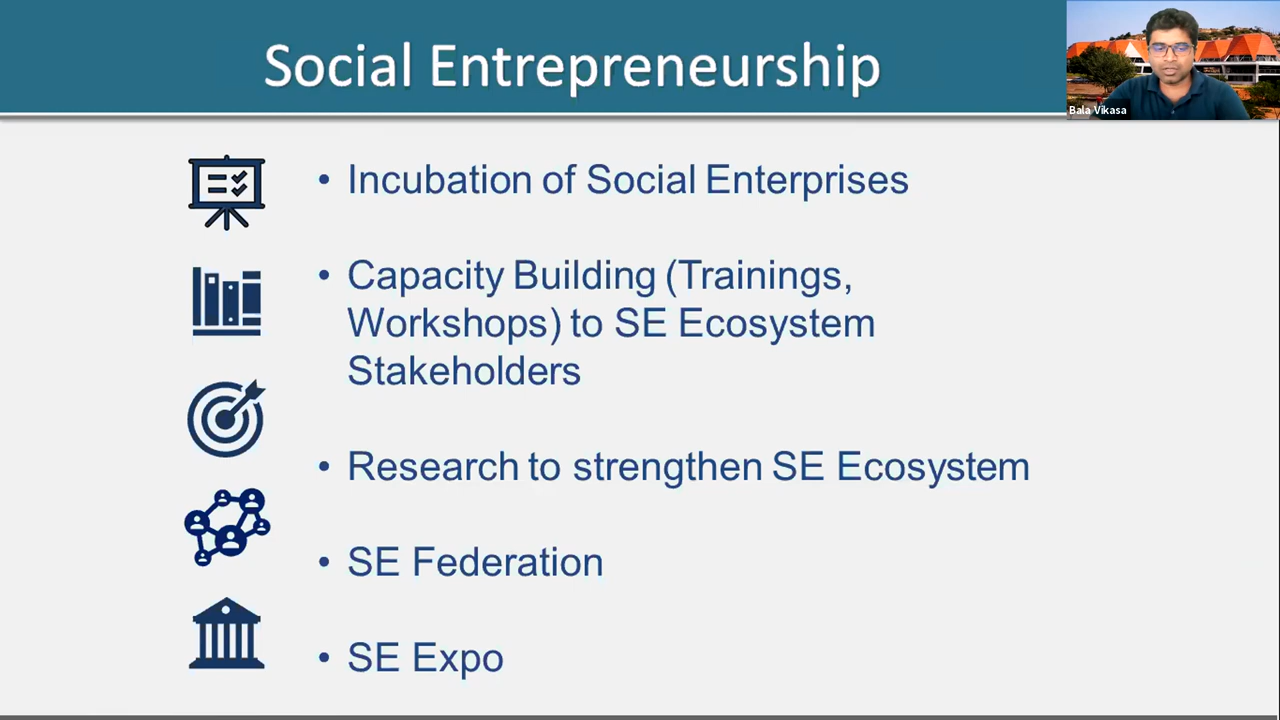 Social Entrepreneurship
Bala Vikasa
• Incubation of Social Enterprises
• Capacity Building (Trainings,
Workshops) to SE Ecosystem
Stakeholders
• Research to strengthen SE Ecosystem
• SE Federation
• SE Expo